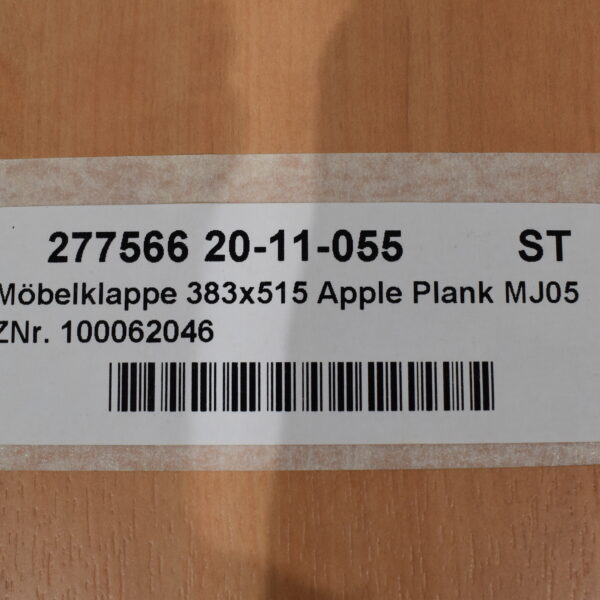 277566 20-11-055 ST
Möbelklappe 383x515 Apple Plank MJ05
ZNr. 100062046